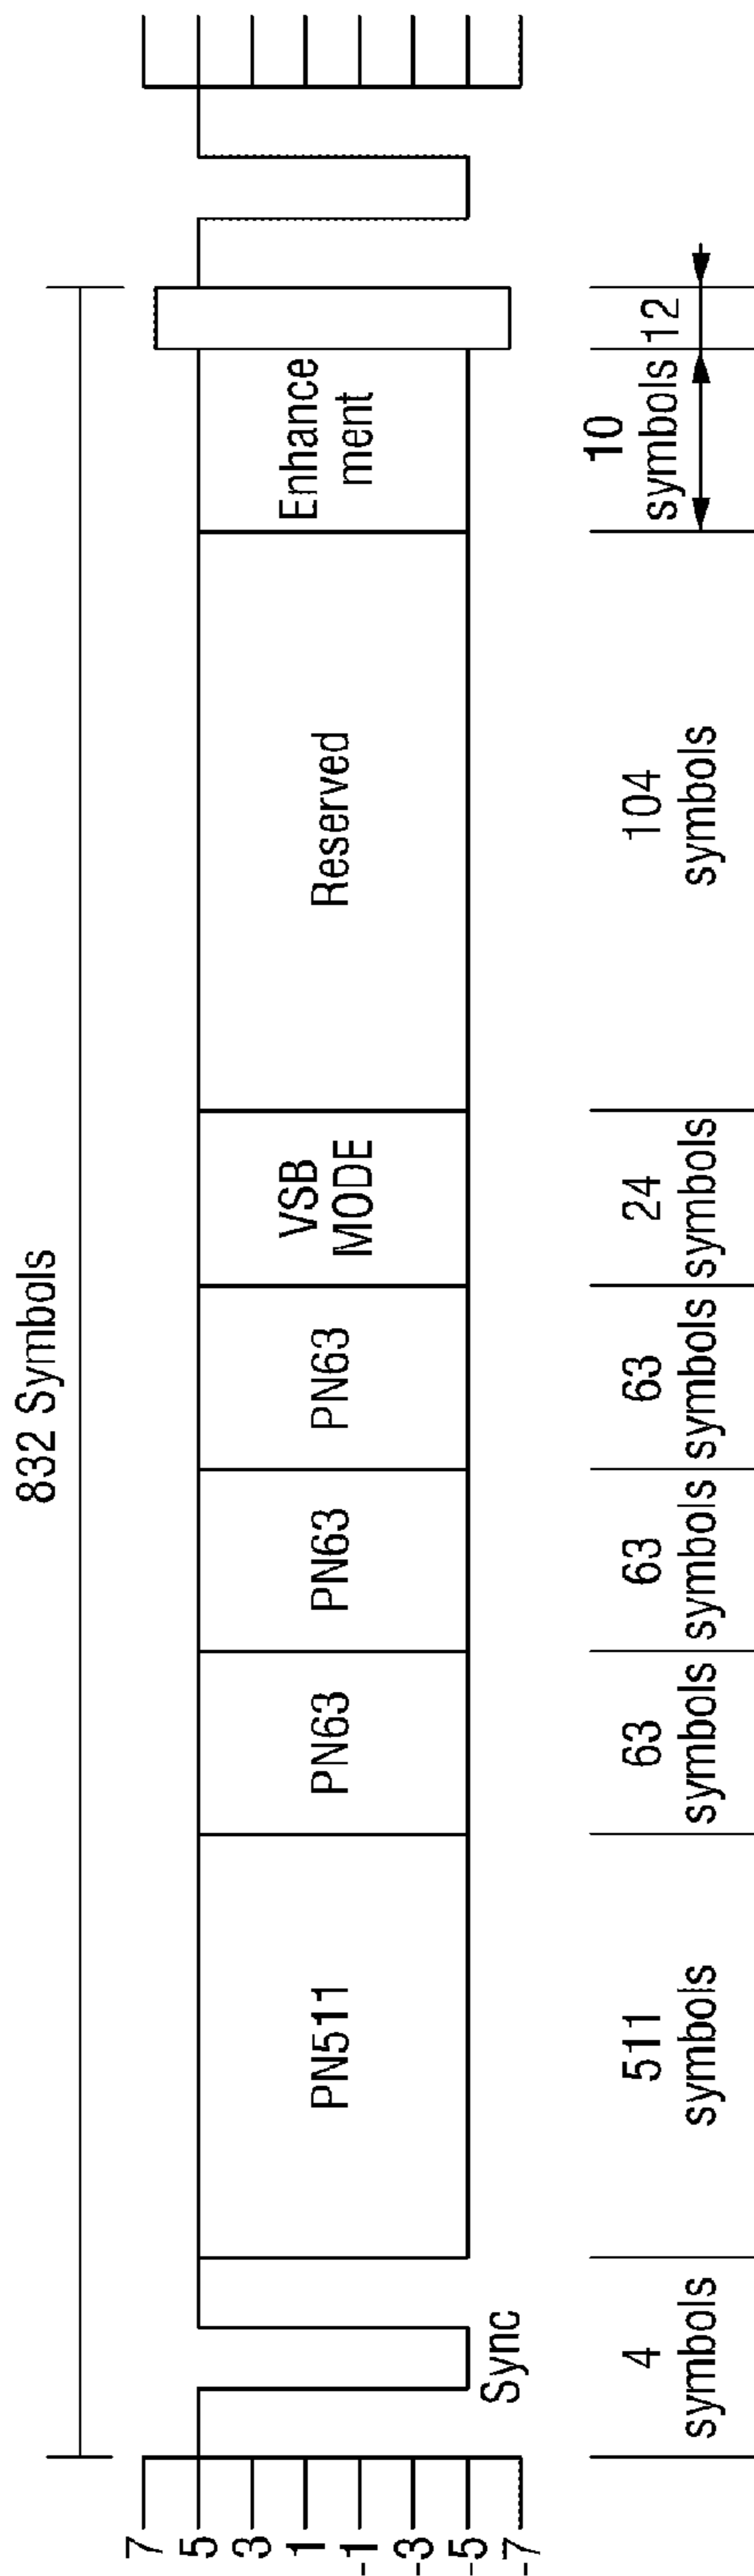 832 Symbols
7
5
3
1
-1
-3
-5
-7
Sync
PN511
PN63
PN63
PN63
VSB
MODE
Reserved
Enhance
ment
4
symbols
511
symbols
63
symbols
63
symbols
63
symbols
24
symbols
104
symbols
10
symbols
12